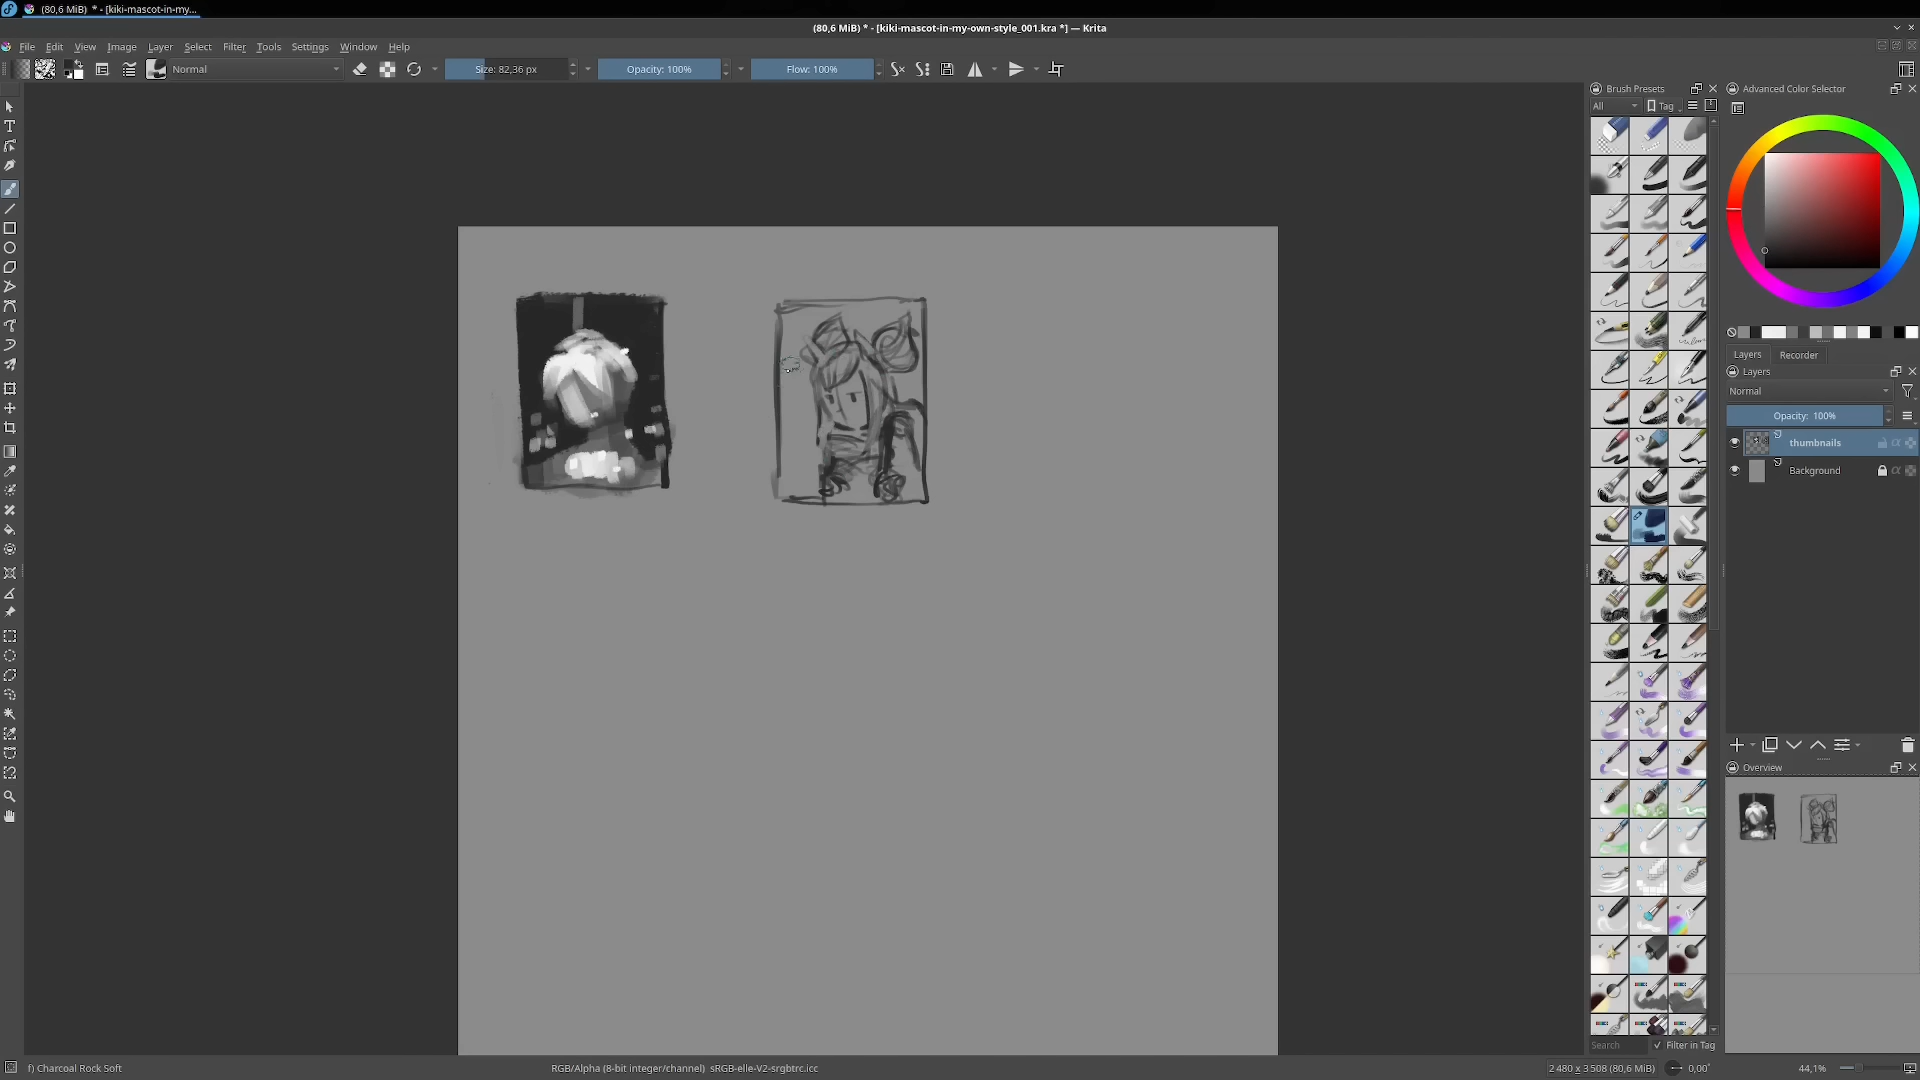 (80,6 MiB) * - [kiki-mascot-in-my...
(80,6 MiB) * - [kiki-mascot-in-my-own-style_001.kra *] — Krita
File Edit View Image Layer Select Filter Tools Settings Window Help
Normal
Size: 82,36 px
Opacity: 100%
Flow: 100%
Brush Presets
All
Tag
Advanced Color Selector
Layers
Recorder
Layers
Normal
Opacity: 100%
thumbnails
Background
Overview
Search
Filter in Tag
f) Charcoal Rock Soft
RGB/Alpha (8-bit integer/channel) sRGB-elle-V2-srgbtrc.icc
2 480 x 3 508 (80,6 MiB)
0,00°
44,1%